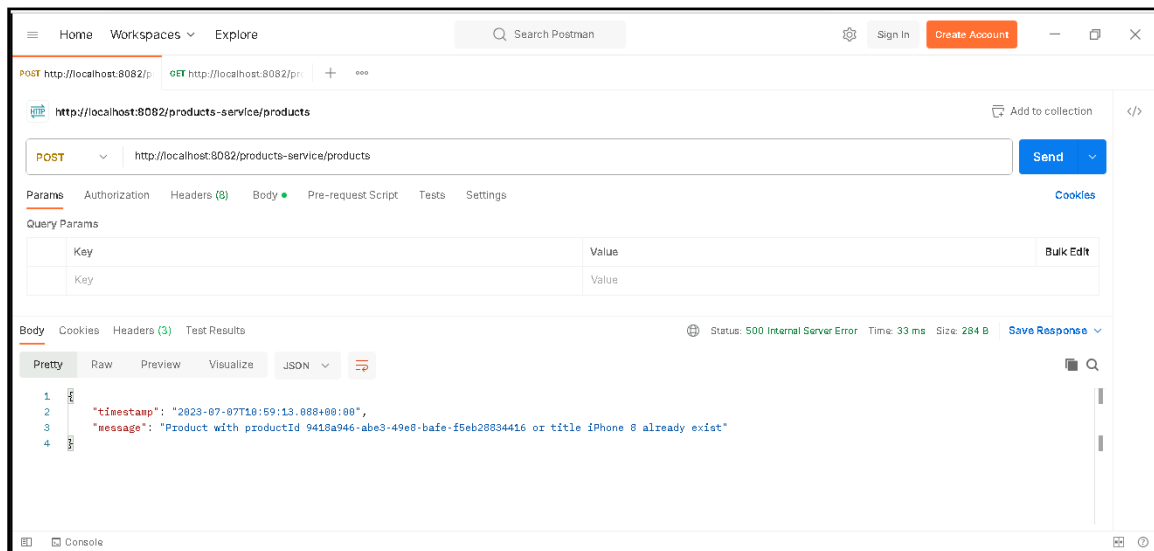 Home Workspaces Explore Search Postman Sign In Create Account
POST http://localhost:8082/p GET http://localhost:8082/pr
HTTP http://localhost:8082/products-service/products Add to collection </>
POST http://localhost:8082/products-service/products Send
Params Authorization Headers (8) Body Pre-request Script Tests Settings Cookies
Query Params
Key Value Bulk Edit
Key Value
Body Cookies Headers (3) Test Results Status: 500 Internal Server Error Time: 33 ms Size: 284 B Save Response
Pretty Raw Preview Visualize JSON
1 {
2 "timestamp": "2023-07-07T10:59:13.088+00:00",
3 "message": "Product with productId 9418a946-abe3-49e8-bafe-f5eb28834416 or title iPhone 8 already exist"
4 }
Console